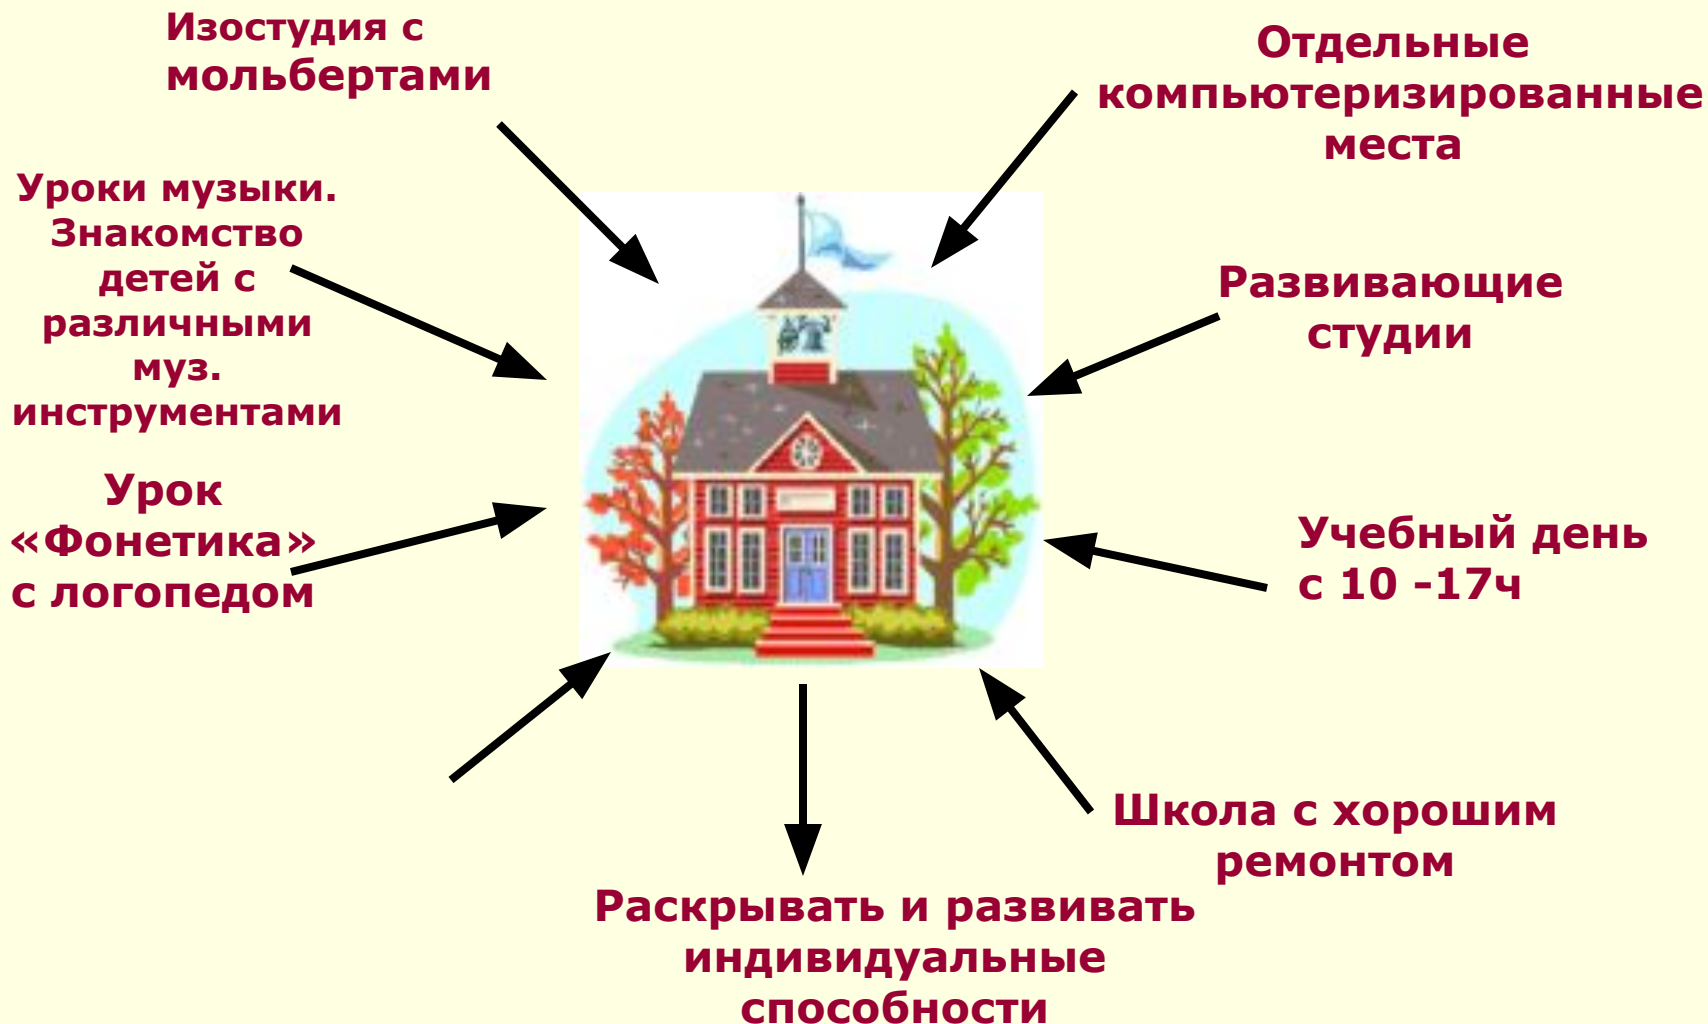 Изостудия с
мольбертами
Отдельные
компьютеризированные
места
Уроки музыки.
Знакомство
детей с
различными
муз.
инструментами
Развивающие
студии
Урок
«Фонетика»
с логопедом
Учебный день
с 10 -17ч
Школа с хорошим
ремонтом
Раскрывать и развивать
индивидуальные
способности